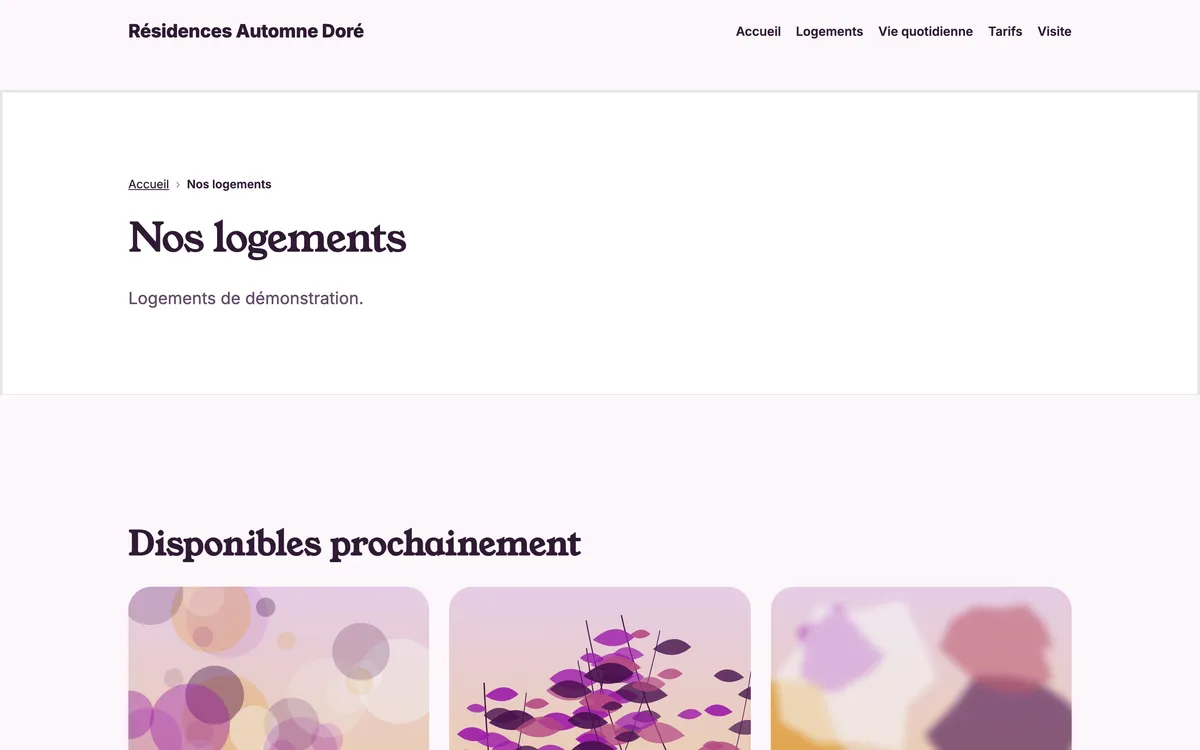 Résidences Automne Doré
Accueil Logements Vie quotidienne Tarifs Visite
Accueil › Nos logements
Nos logements
Logements de démonstration.
Disponibles prochainement